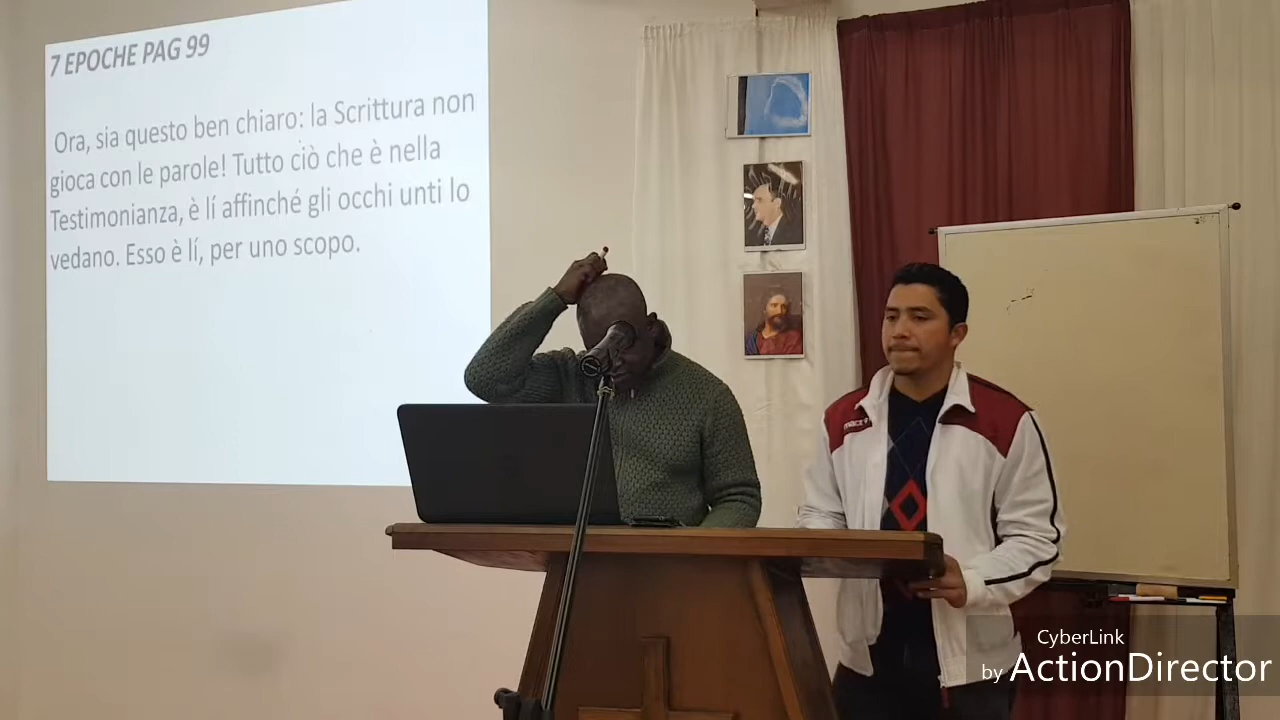 7 EPOCHE PAG 99
Ora, sia questo ben chiaro: la Scrittura non
gioca con le parole! Tutto ciò che è nella
Testimonianza, è lí affinché gli occhi unti lo
vedano. Esso è lí, per uno scopo.
macron
CyberLink
by ActionDirector